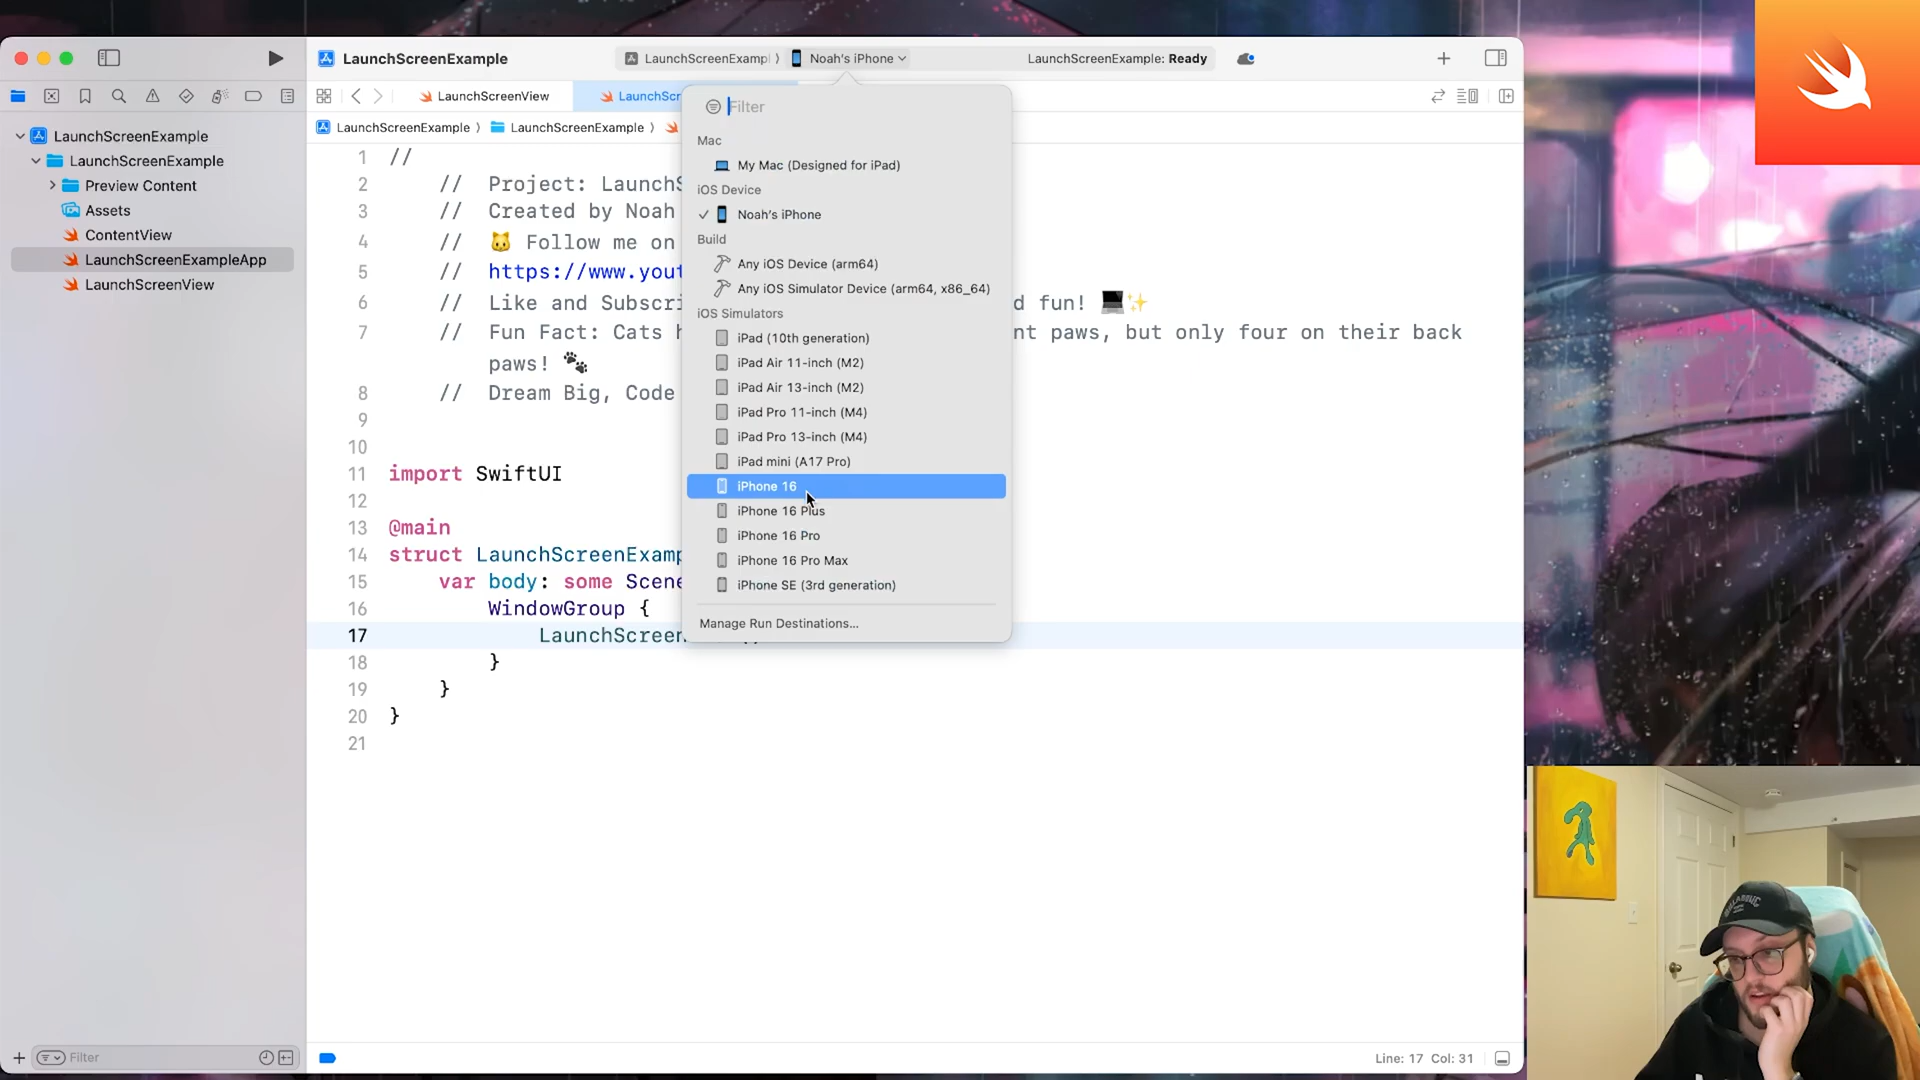 LaunchScreenExample
LaunchScreenExampl 〉 Noah's iPhone
LaunchScreenExample: Ready
LaunchScreenView
LaunchScr
LaunchScreenExample 〉 LaunchScreenExample 〉
LaunchScreenExample
LaunchScreenExample
Preview Content
Assets
ContentView
LaunchScreenExampleApp
LaunchScreenView
Filter
1 //
2 // Project: LaunchS
3 // Created by Noah
4 // 🐱 Follow me on
5 // https://www.yout
6 // Like and Subscri d fun! 💻✨
7 // Fun Fact: Cats h nt paws, but only four on their back
paws! 🐾
8 // Dream Big, Code
9
10
11 import SwiftUI
12
13 @main
14 struct LaunchScreenExamp
15 var body: some Scene
16 WindowGroup {
17 LaunchScreen
18 }
19 }
20 }
21
Filter
Mac
My Mac (Designed for iPad)
iOS Device
✓ Noah's iPhone
Build
Any iOS Device (arm64)
Any iOS Simulator Device (arm64, x86_64)
iOS Simulators
iPad (10th generation)
iPad Air 11-inch (M2)
iPad Air 13-inch (M2)
iPad Pro 11-inch (M4)
iPad Pro 13-inch (M4)
iPad mini (A17 Pro)
iPhone 16
iPhone 16 Plus
iPhone 16 Pro
iPhone 16 Pro Max
iPhone SE (3rd generation)
Manage Run Destinations...
Line: 17 Col: 31